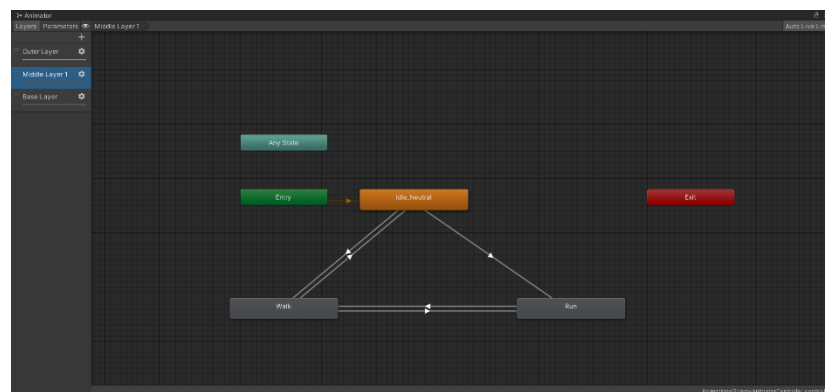 Animator
Layers Parameters Middle Layer 1
Auto Live Li
Outer Layer
Middle Layer 1
Base Layer
Any State
Entry
Idle_Neutral
Exit
Walk
Run